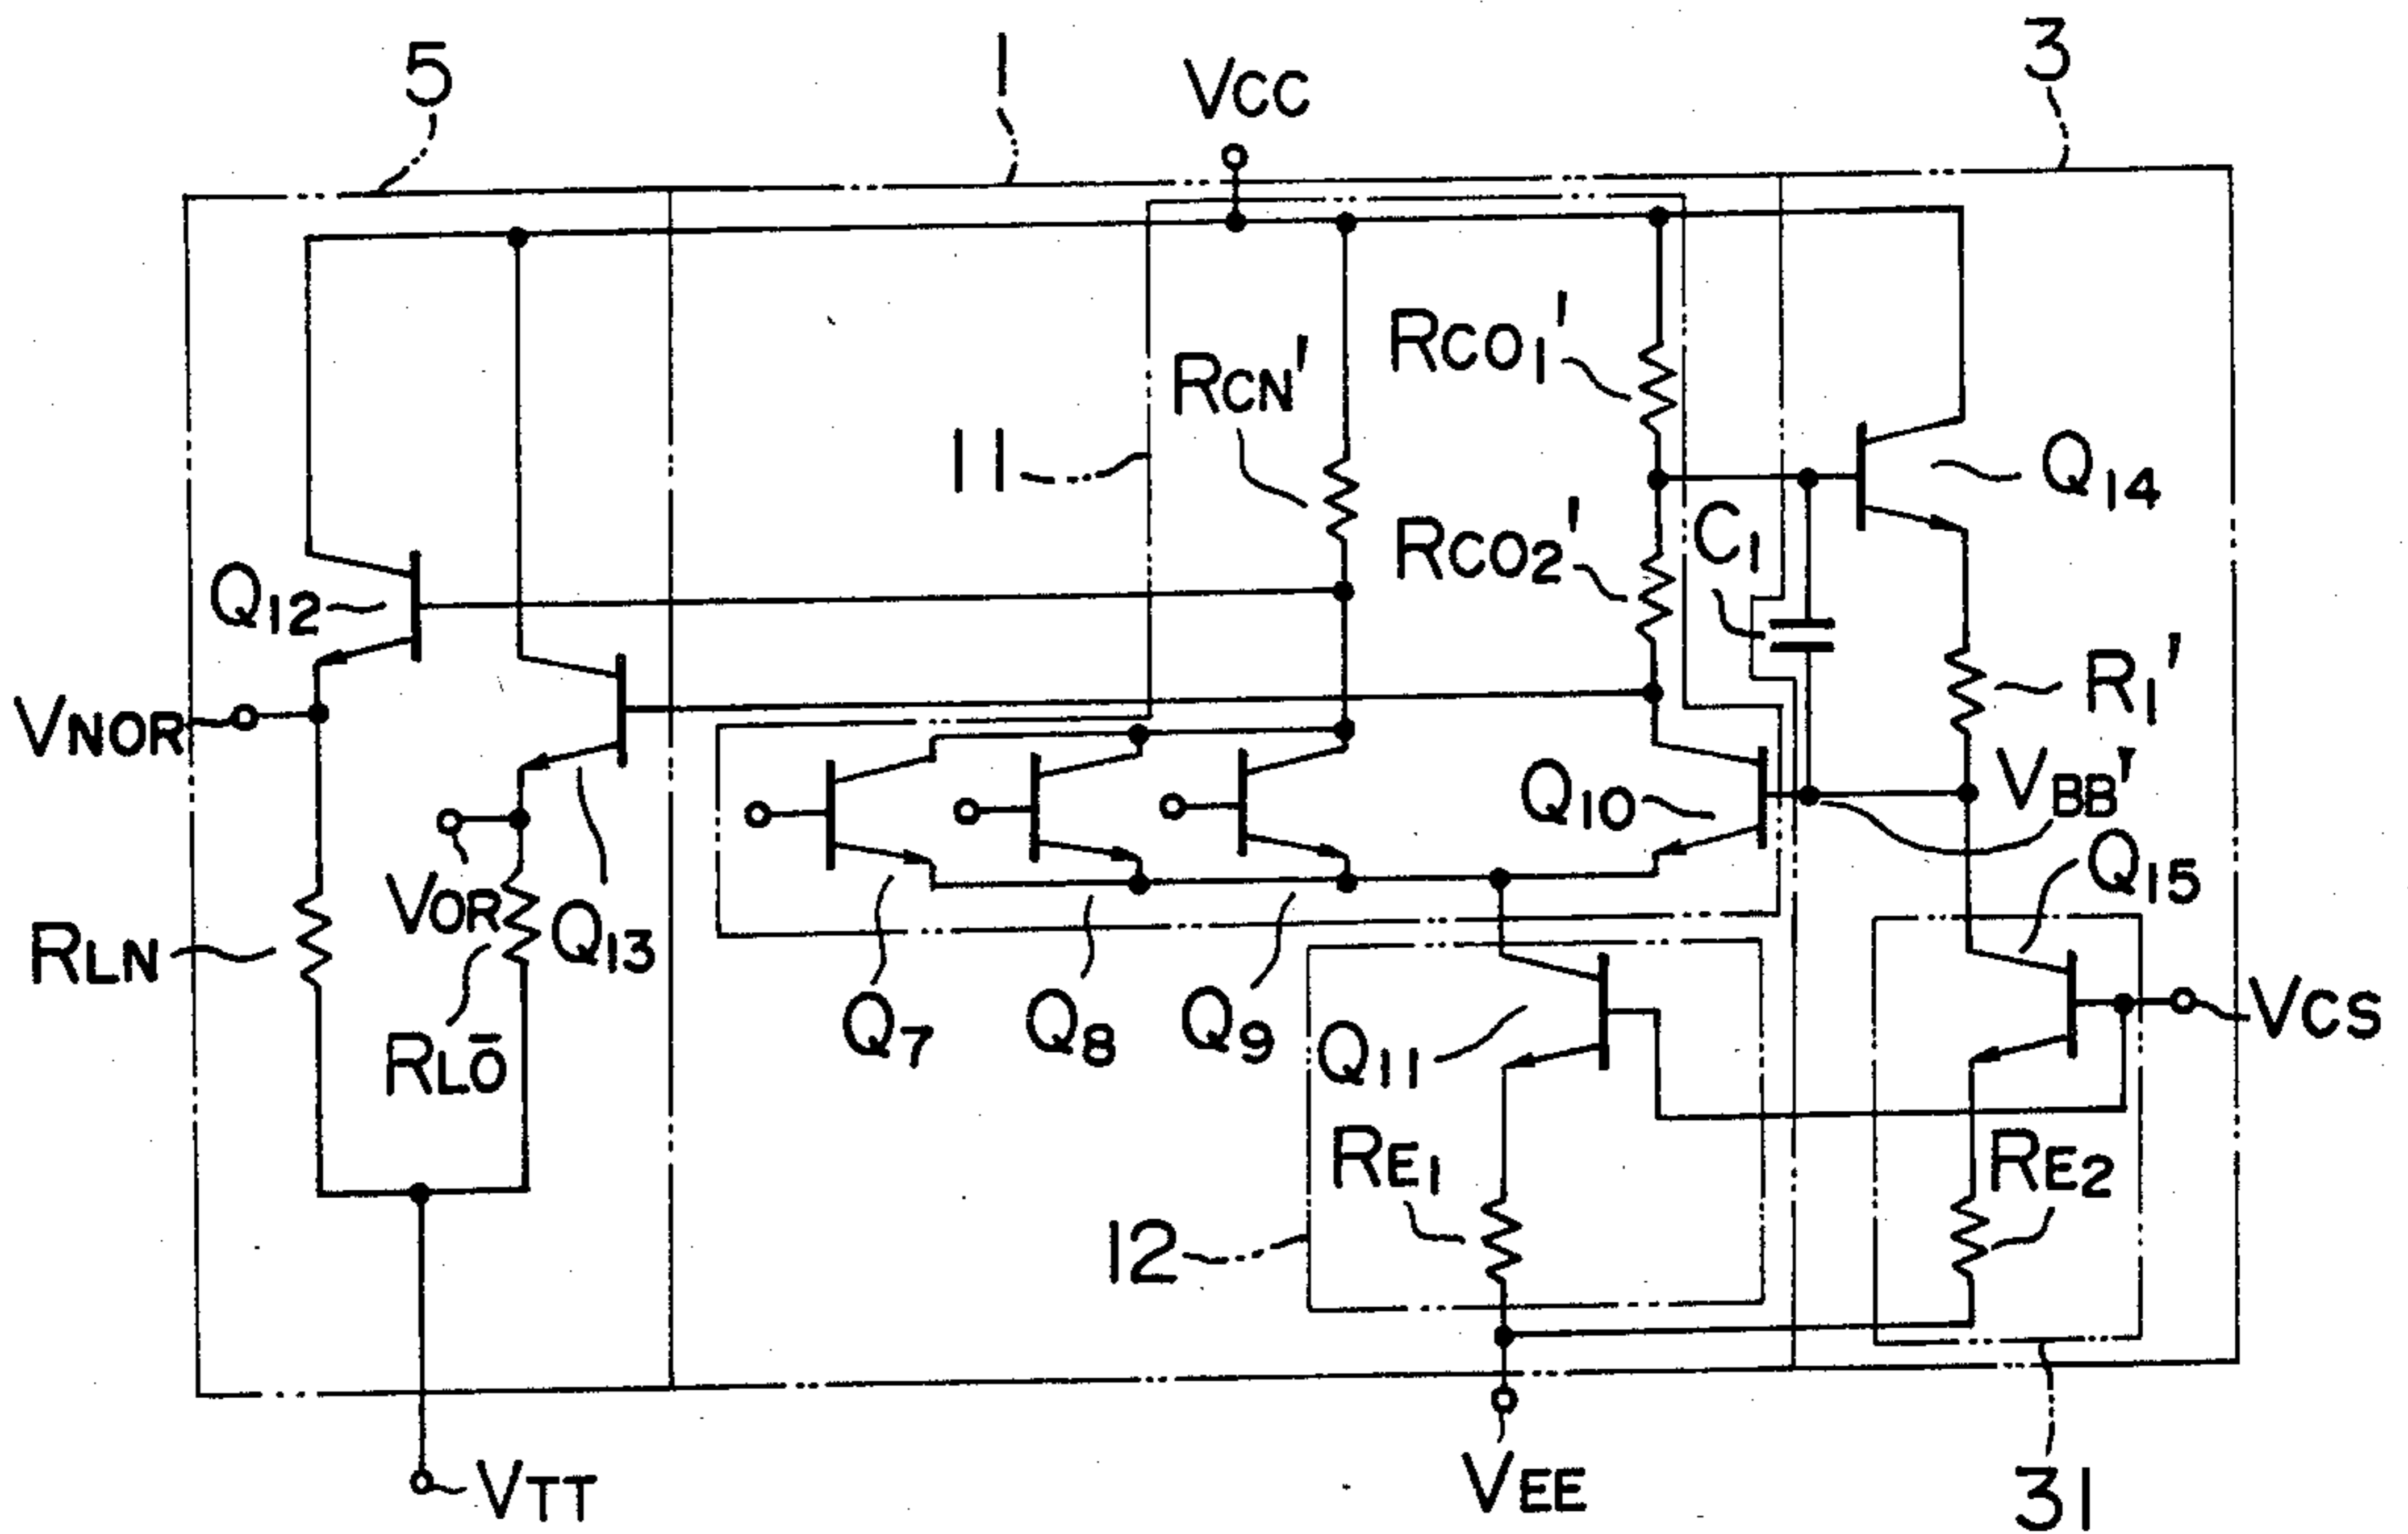 5
1
VCC
3
RCN'
RCO1'
11
Q14
RCO2'
C1
Q12
R1'
VNOR
VBB'
Q10
VOR
Q13
Q15
RLN
RLŌ
Q7
Q8
Q9
Q11
VCS
RE1
RE2
12
VTT
VEE
31